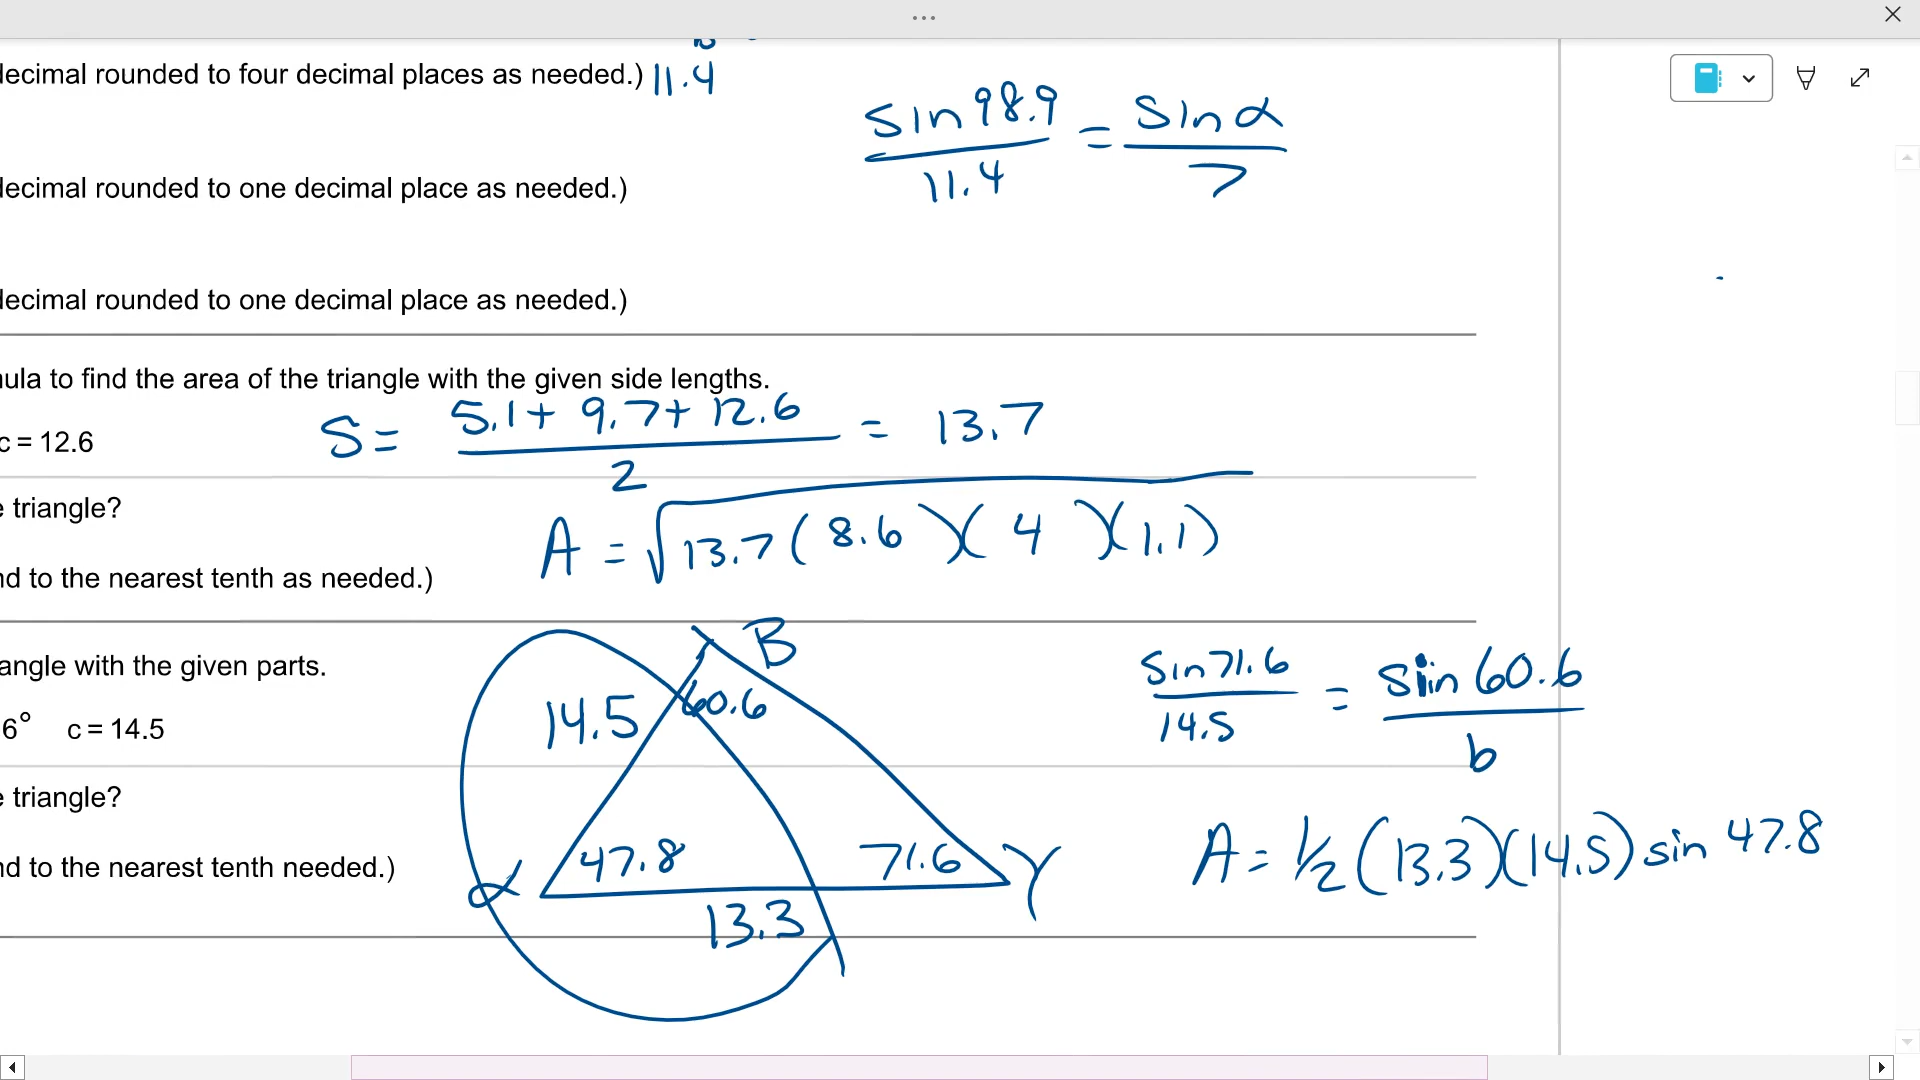 decimal rounded to four decimal places as needed.) 11.4
sin 98.9 / 11.4 = sin α / 7
decimal rounded to one decimal place as needed.)
decimal rounded to one decimal place as needed.)
ula to find the area of the triangle with the given side lengths.
c = 12.6
S = 5.1 + 9.7 + 12.6 / 2 = 13.7
e triangle?
A = √13.7 ( 8.6 )( 4 )( 1.1 )
nd to the nearest tenth as needed.)
angle with the given parts.
6° c = 14.5
B
14.5
60.6
sin 71.6 / 14.5 = sin 60.6 / b
e triangle?
A = 1/2 (13.3)(14.5) sin 47.8
nd to the nearest tenth needed.)
α
47.8
71.6
γ
13.3